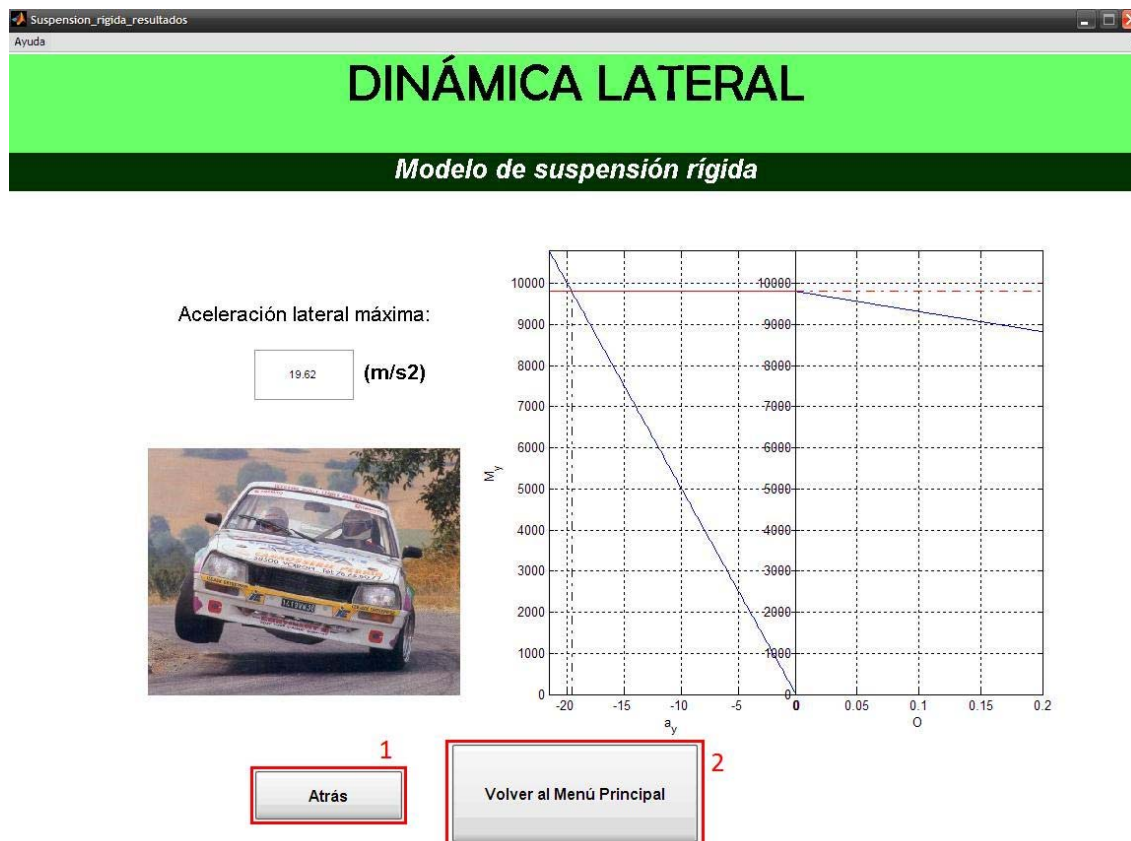 Suspension_rigida_resultados
Ayuda
DINÁMICA LATERAL
Modelo de suspensión rígida
Aceleración lateral máxima:
19.62 (m/s2)
10000
9000
8000
7000
6000
5000
4000
3000
2000
1000
0
My
-20 -15 -10 -5 0
ay
10000
9000
8000
7000
6000
5000
4000
3000
2000
1000
0
0.05 0.1 0.15 0.2
O
1
Atrás
2
Volver al Menú Principal